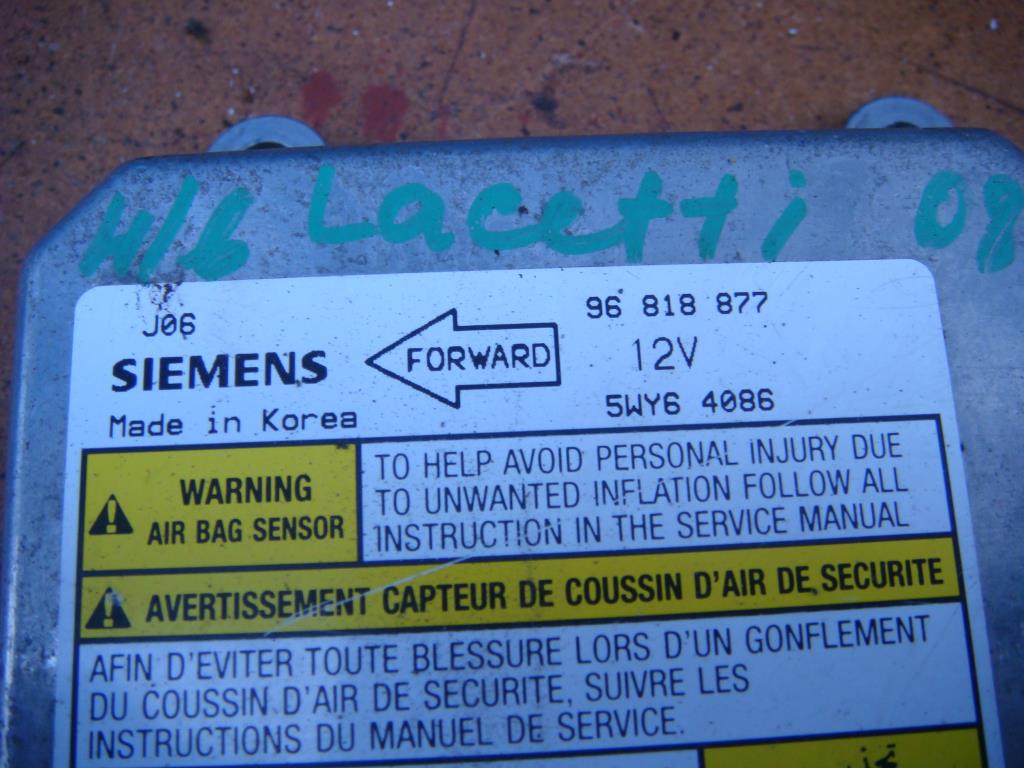 H/b Lacetti 08
J06
SIEMENS
Made in Korea
FORWARD
96 818 877
12V
5WY6 4086
WARNING
AIR BAG SENSOR
TO HELP AVOID PERSONAL INJURY DUE
TO UNWANTED INFLATION FOLLOW ALL
INSTRUCTION IN THE SERVICE MANUAL
AVERTISSEMENT CAPTEUR DE COUSSIN D'AIR DE SECURITE
AFIN D'EVITER TOUTE BLESSURE LORS D'UN GONFLEMENT
DU COUSSIN D'AIR DE SECURITE, SUIVRE LES
INSTRUCTIONS DU MANUEL DE SERVICE.